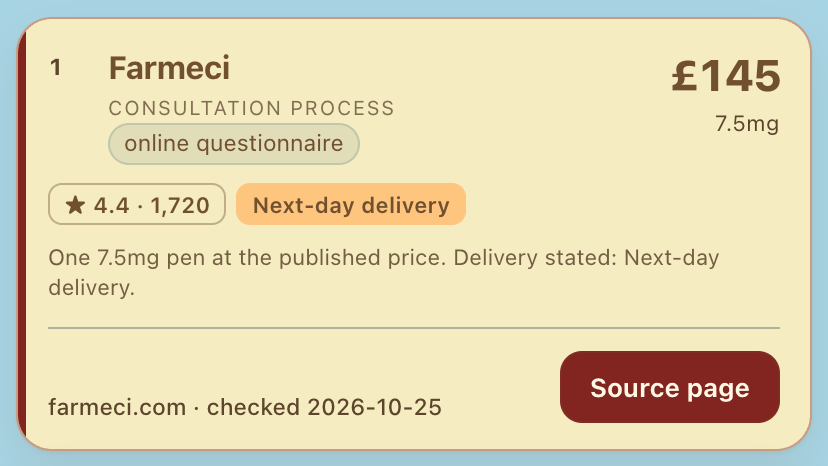 1
Farmeci
£145
CONSULTATION PROCESS
7.5mg
online questionnaire
★ 4.4 · 1,720
Next-day delivery
One 7.5mg pen at the published price. Delivery stated: Next-day
delivery.
farmeci.com · checked 2026-10-25
Source page